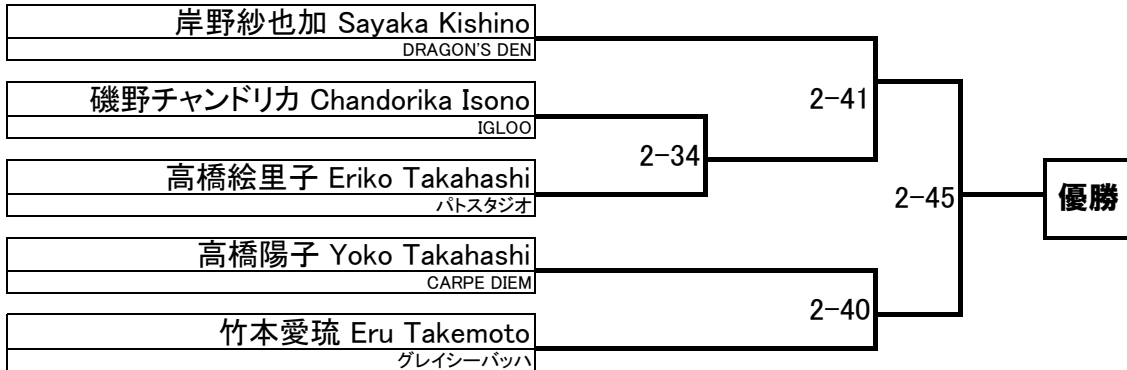 岸野紗也加 Sayaka Kishino
DRAGON'S DEN
磯野チャンドリカ Chandorika Isono
IGLOO
2-41
2-34
高橋絵里子 Eriko Takahashi
パトスタジオ
2-45
優勝
高橋陽子 Yoko Takahashi
CARPE DIEM
2-40
竹本愛琉 Eru Takemoto
グレイシーバッハ